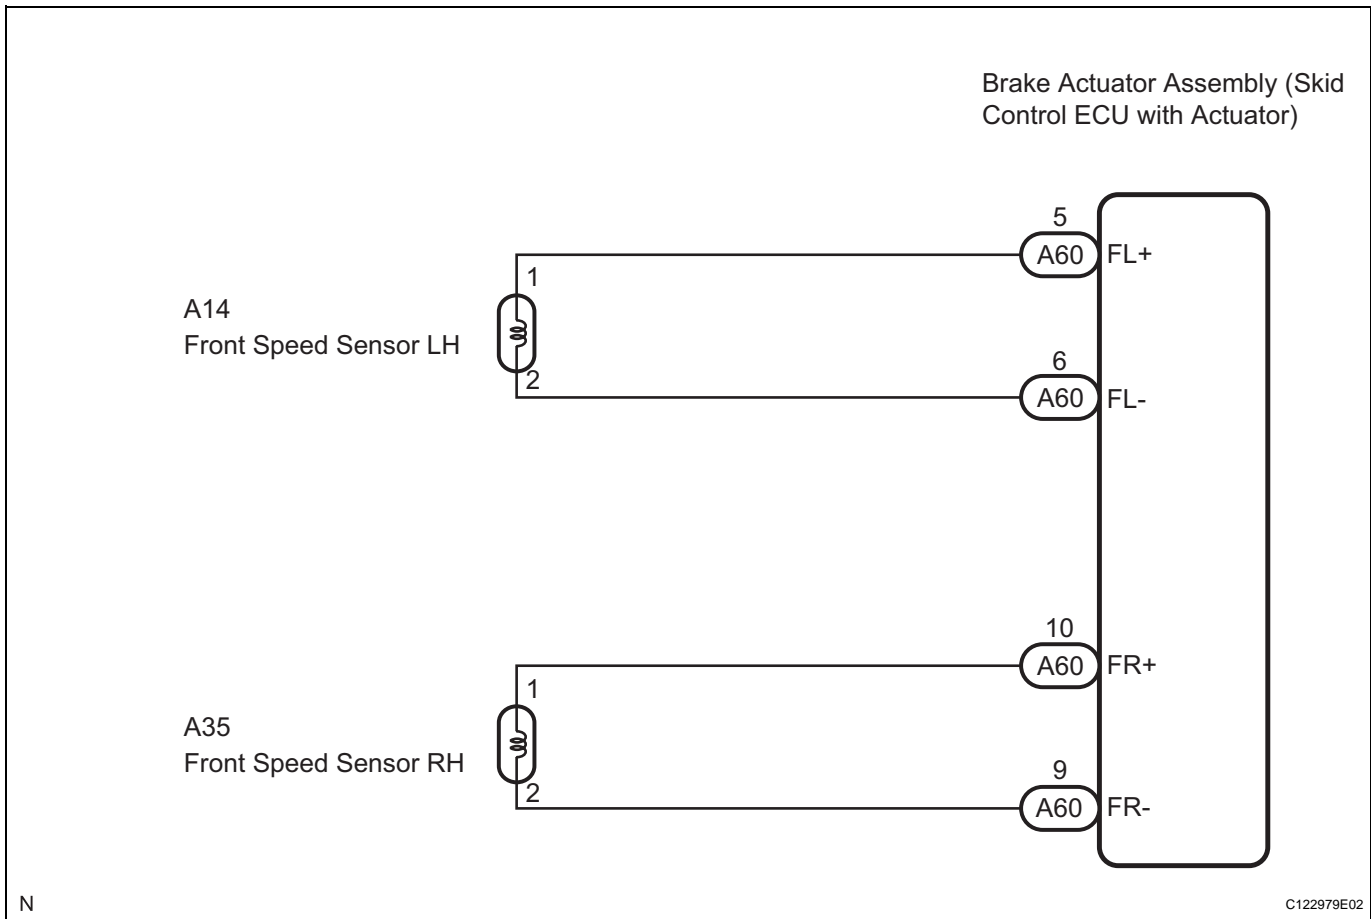 Brake Actuator Assembly (Skid
Control ECU with Actuator)
5
A60 FL+
1
A14
Front Speed Sensor LH
2
6
A60 FL-
10
A60 FR+
1
A35
Front Speed Sensor RH
2
9
A60 FR-
N
C122979E02